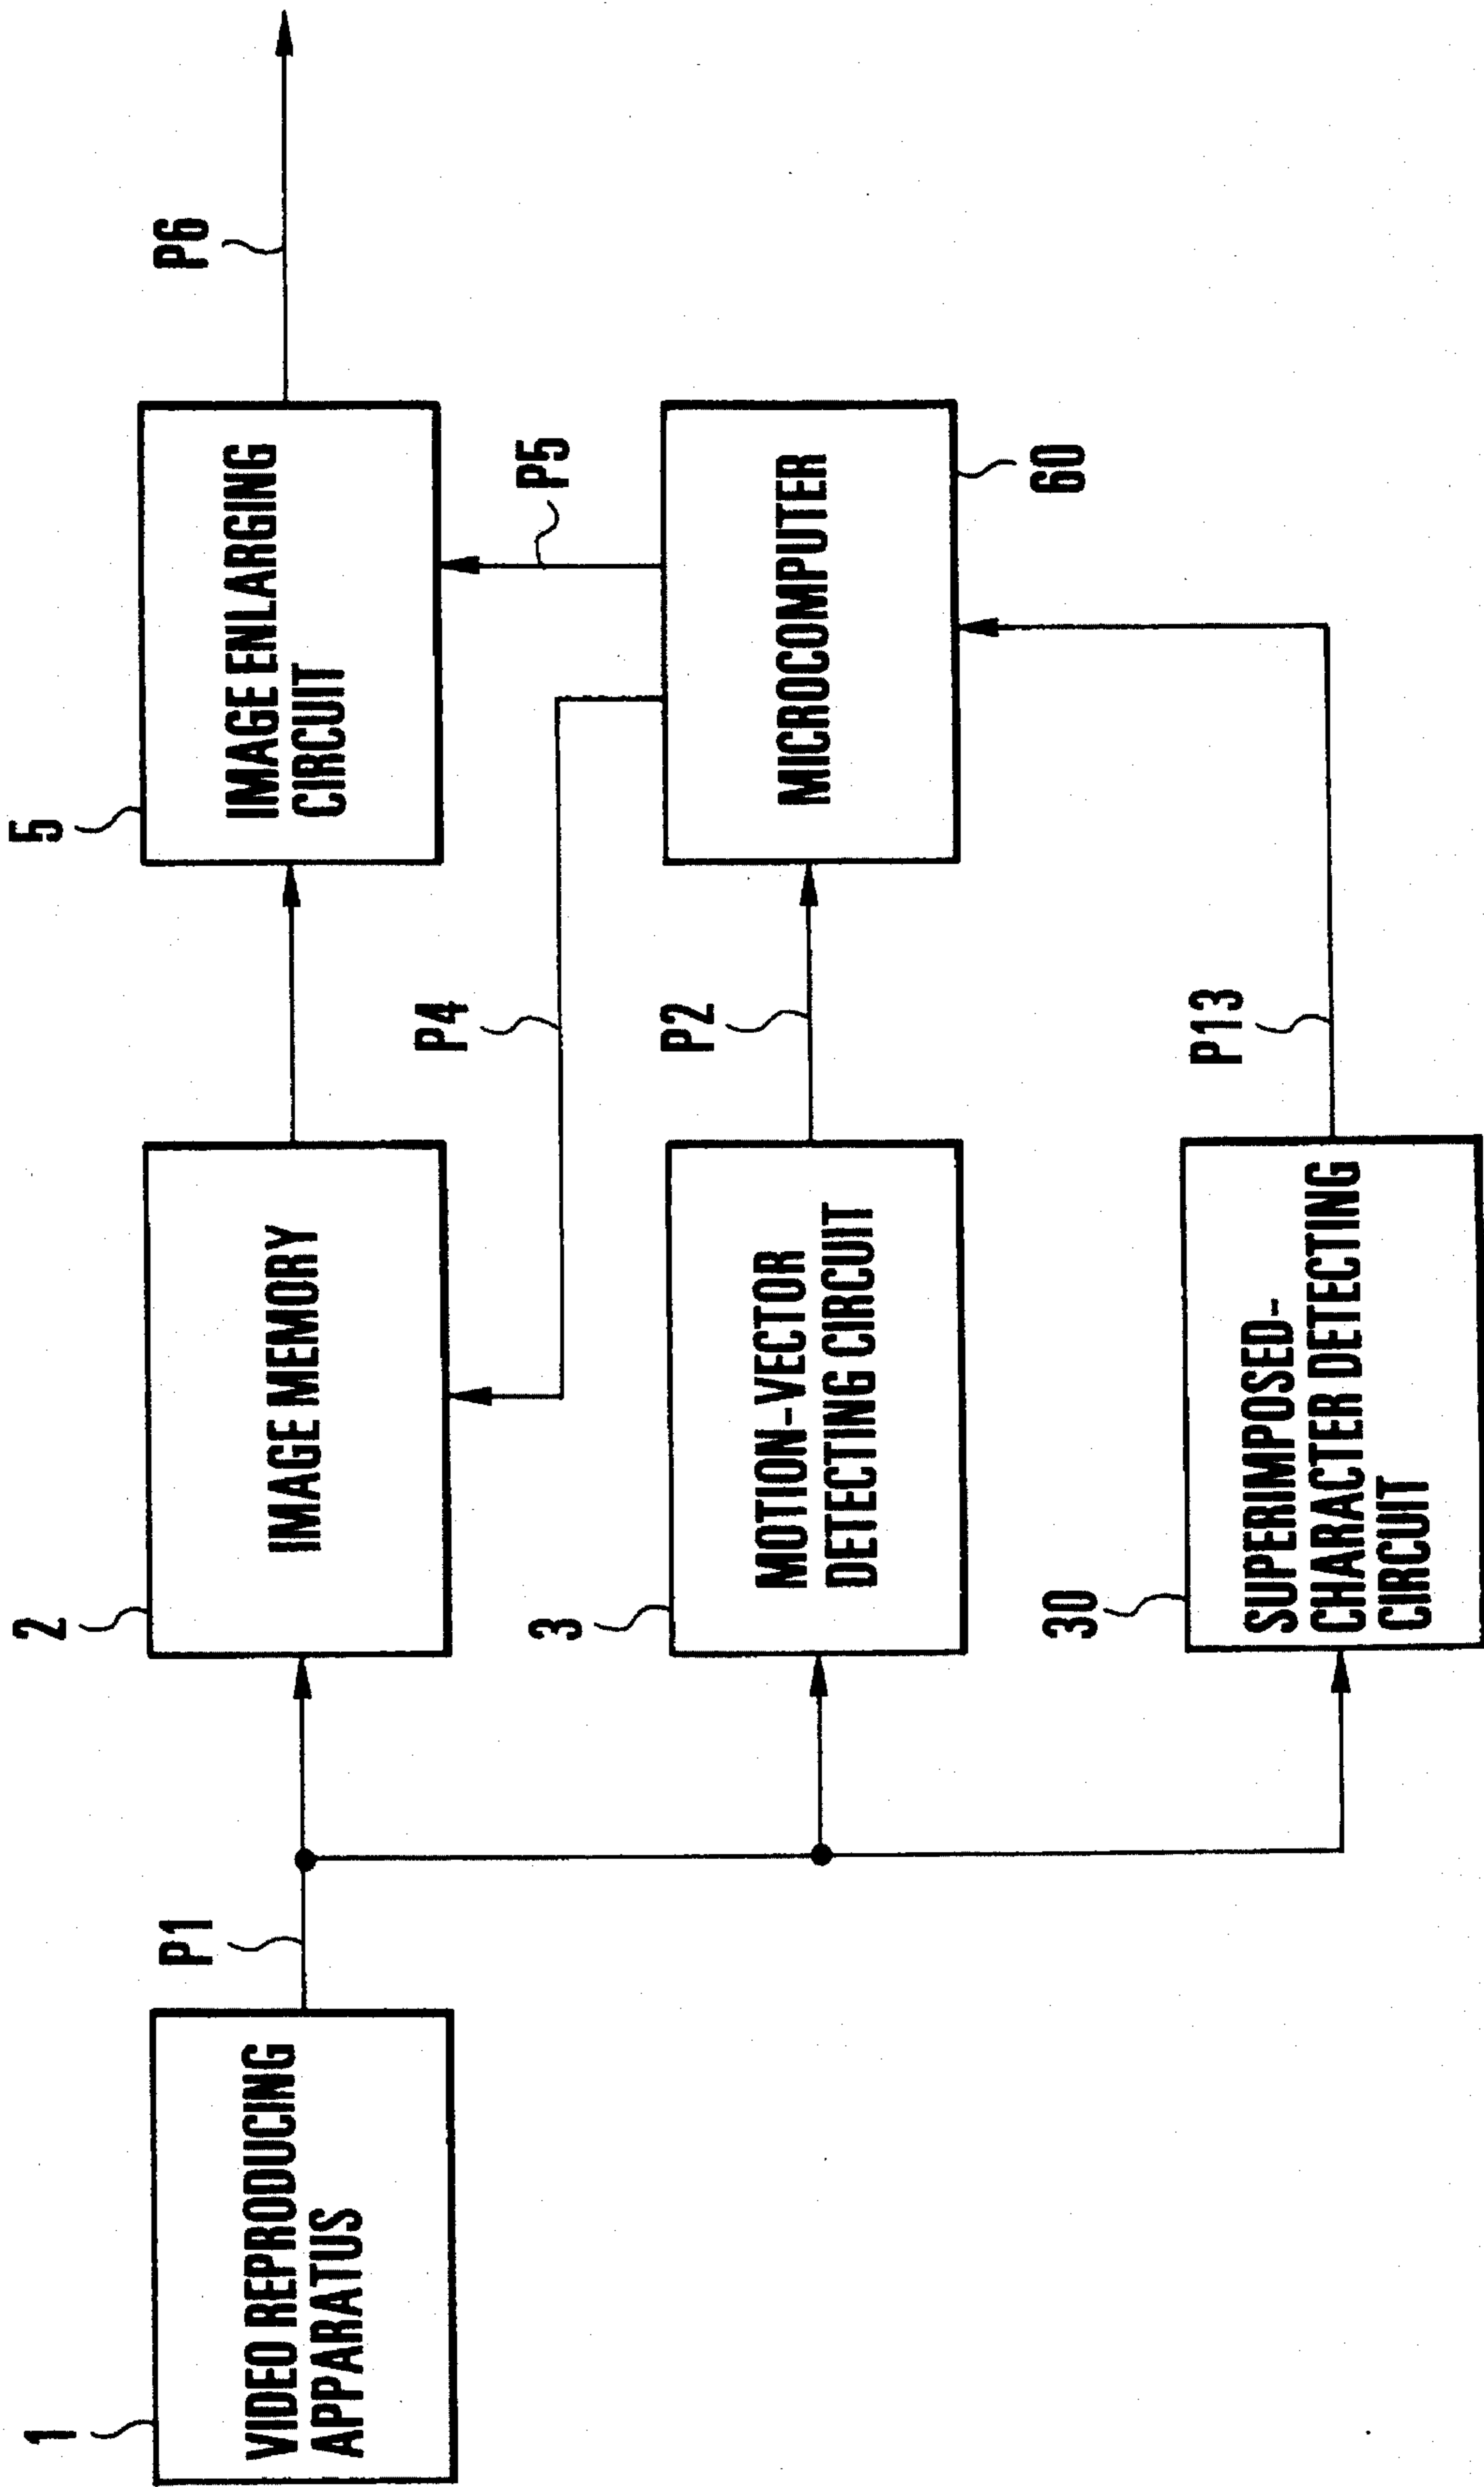 1
VIDEO REPRODUCING
APPARATUS
P1
2
IMAGE MEMORY
5
IMAGE ENLARGING
CIRCUIT
P6
P4
P5
3
MOTION-VECTOR
DETECTING CIRCUIT
P2
MICROCOMPUTER
60
30
SUPERIMPOSED-
CHARACTER DETECTING
CIRCUIT
P13